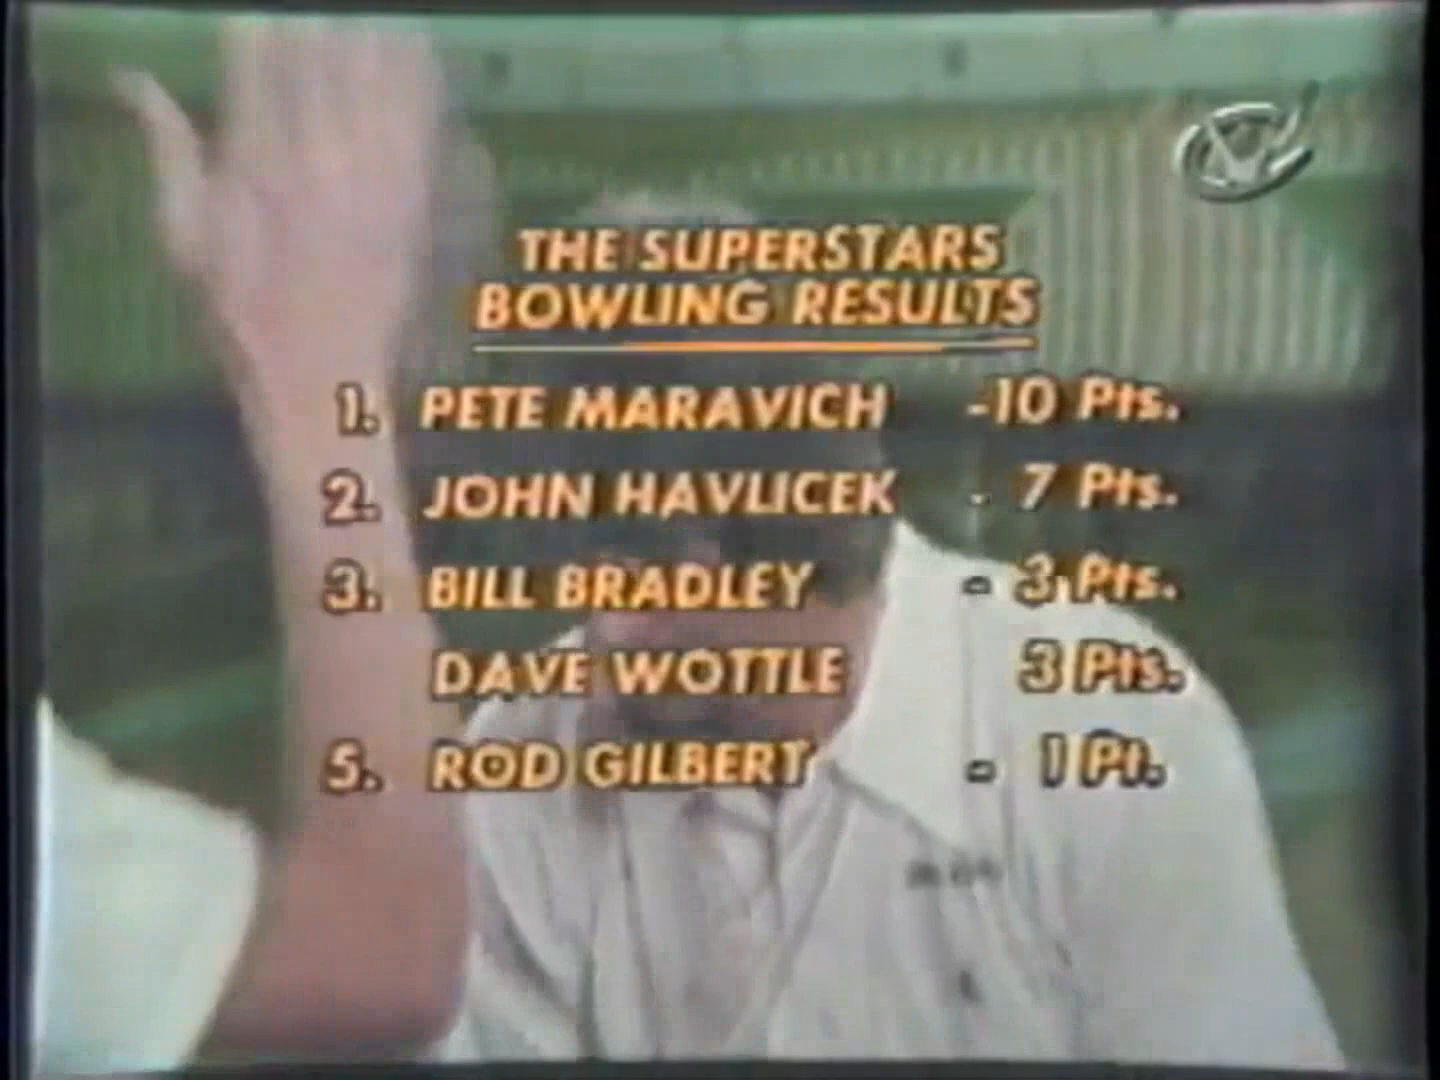 THE SUPERSTARS
BOWLING RESULTS
1. PETE MARAVICH -10 Pts.
2. JOHN HAVLICEK - 7 Pts.
3. BILL BRADLEY - 3 Pts.
DAVE WOTTLE 3 Pts.
5. ROD GILBERT - 1 Pt.